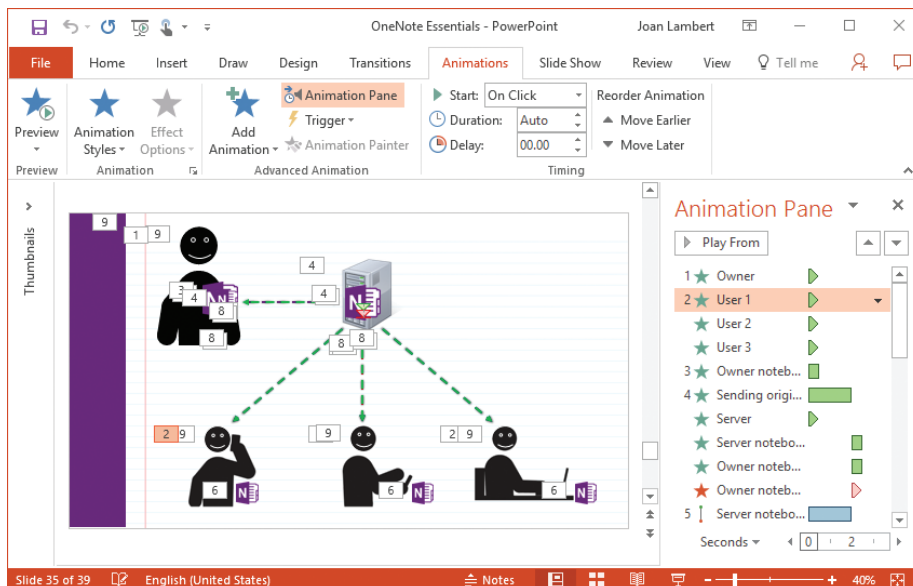 OneNote Essentials - PowerPoint Joan Lambert
File Home Insert Draw Design Transitions Animations Slide Show Review View Tell me
Preview
Preview
Animation Styles
Effect Options
Animation
Add Animation
Animation Pane
Trigger
Animation Painter
Advanced Animation
Start: On Click
Duration: Auto
Delay: 00.00
Reorder Animation
Move Earlier
Move Later
Timing
Thumbnails
9
1 9
4
3
4
4
8
8
8
8
2 9
9
2 9
6
6
6
N
N
N
N
N
Animation Pane
Play From
1 Owner
2 User 1
User 2
User 3
3 Owner noteb...
4 Sending origi...
Server
Server notebo...
Owner noteb...
Owner noteb...
5 Server notebo...
Seconds 0 2
Slide 35 of 39 English (United States) Notes 40%